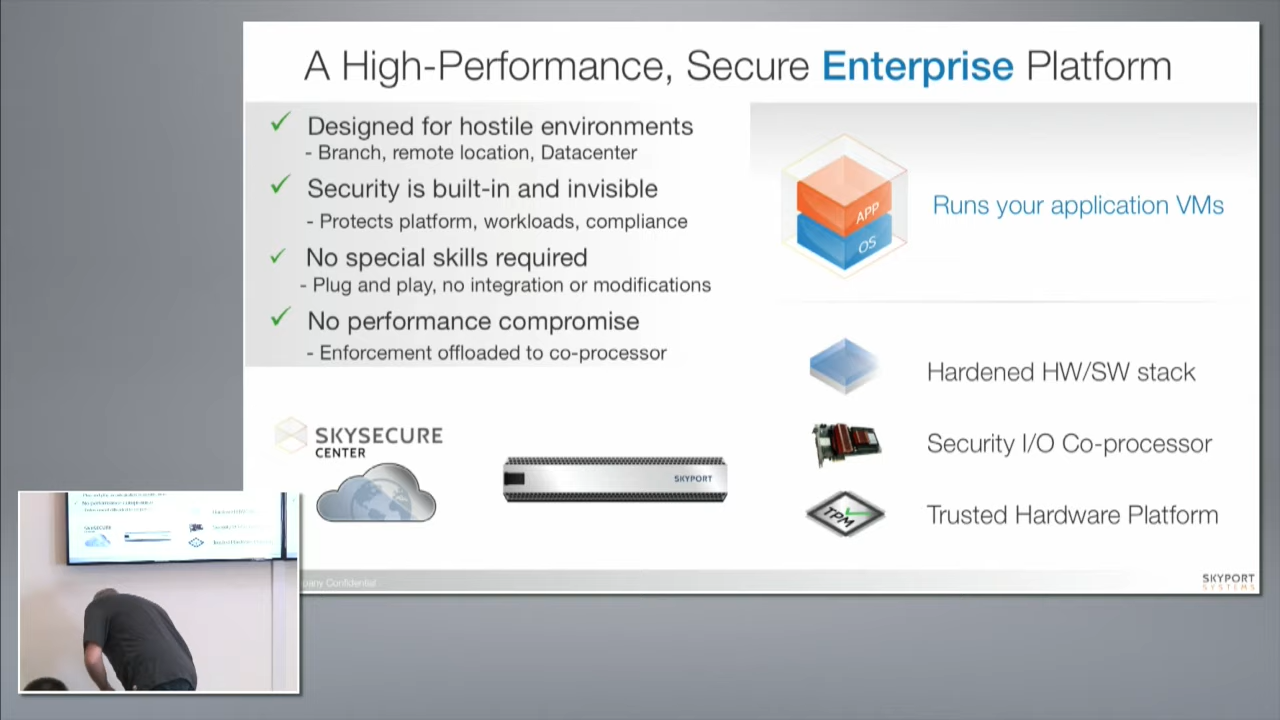 A High-Performance, Secure Enterprise Platform
Designed for hostile environments
- Branch, remote location, Datacenter
Security is built-in and invisible
- Protects platform, workloads, compliance
No special skills required
- Plug and play, no integration or modifications
No performance compromise
- Enforcement offloaded to co-processor
SKYSECURE
CENTER
SKYPORT
APP
OS
Runs your application VMs
Hardened HW/SW stack
Security I/O Co-processor
TPM
Trusted Hardware Platform
Confidential
SKYPORT
SYSTEMS